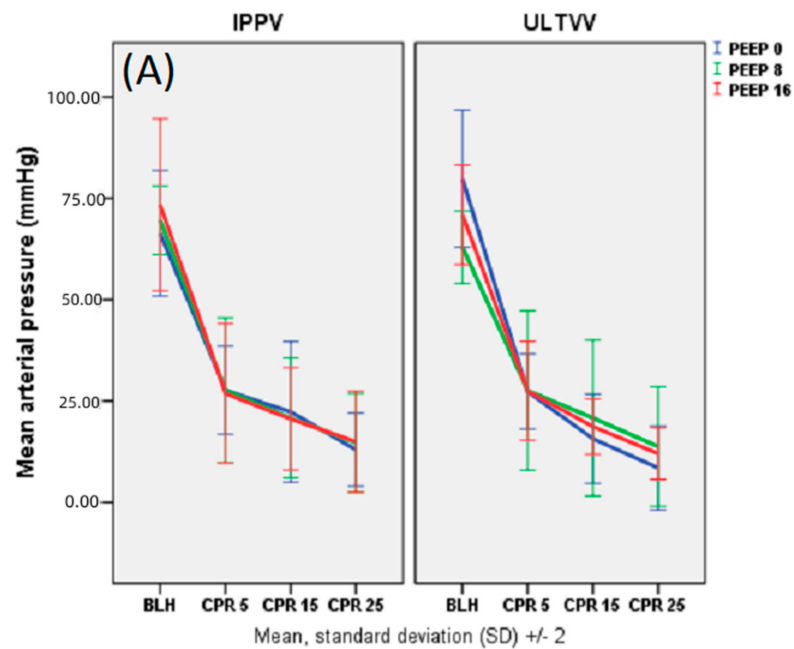 IPPV
ULTVV
(A)
PEEP 0
PEEP 8
PEEP 16
Mean arterial pressure (mmHg)
100.00
75.00
50.00
25.00
0.00
BLH CPR 5 CPR 15 CPR 25
BLH CPR 5 CPR 15 CPR 25
Mean, standard deviation (SD) +/- 2